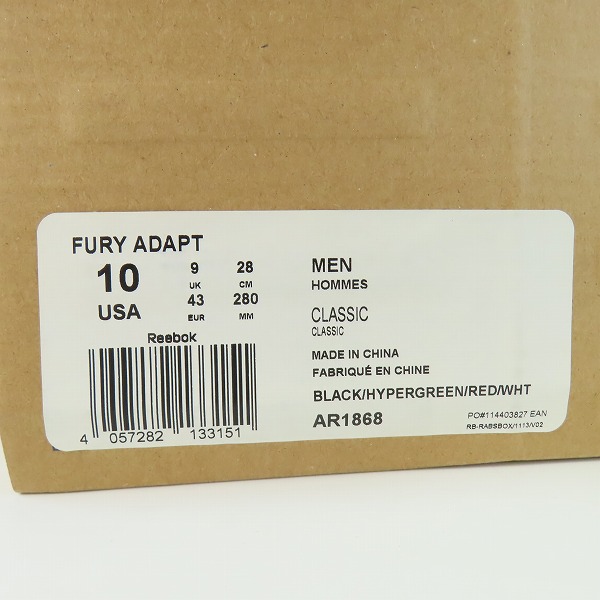 FURY ADAPT
10
USA
9
UK
43
EUR
28
CM
280
MM
Reebok
4 057282 133151
MEN
HOMMES
CLASSIC
CLASSIC
MADE IN CHINA
FABRIQUÉ EN CHINE
BLACK/HYPERGREEN/RED/WHT
AR1868
PO#114403827 EAN
RB-RABSBOX/1113/V02